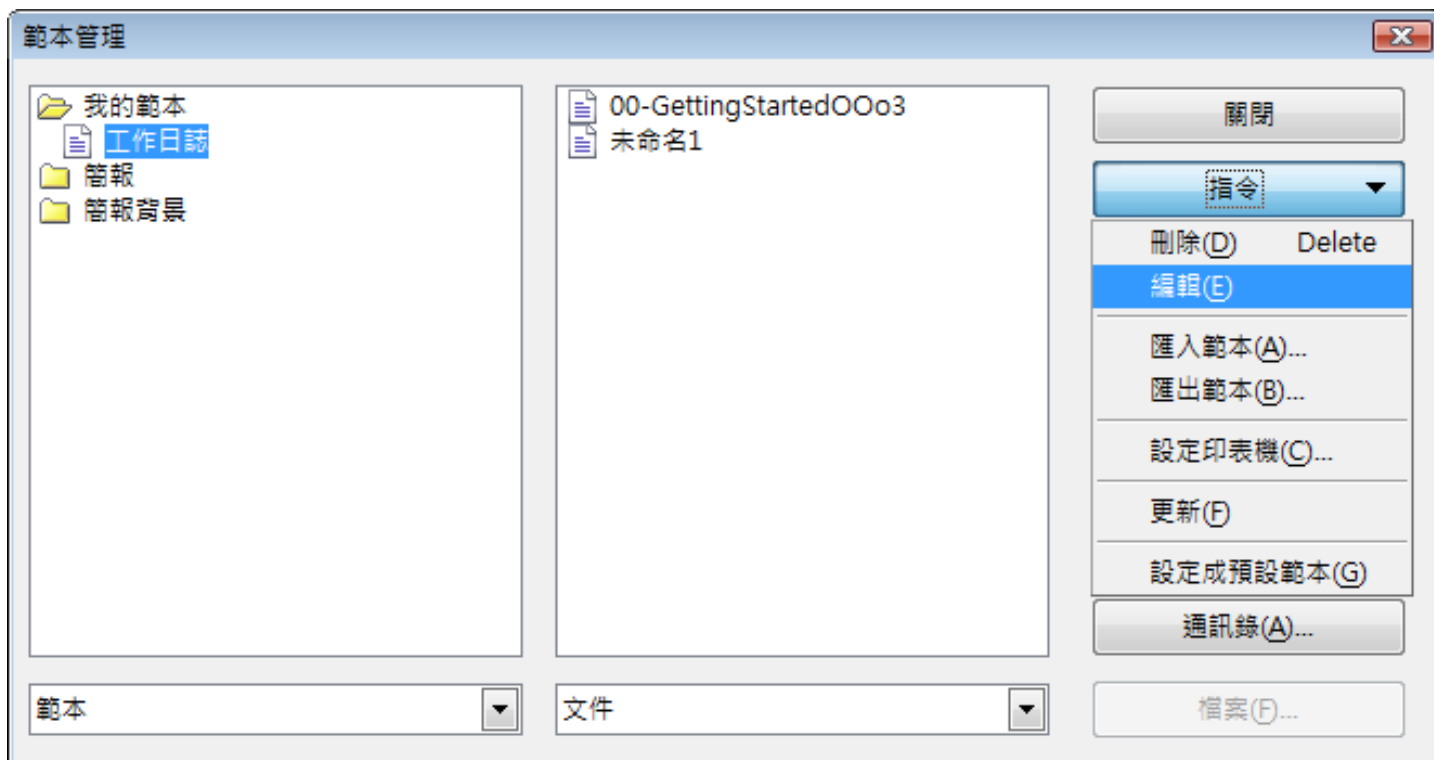 範本管理
我的範本
工作日誌
簡報
簡報背景
00-GettingStartedOOo3
未命名1
關閉
指令
刪除(D) Delete
編輯(E)
匯入範本(A)...
匯出範本(B)...
設定印表機(C)...
更新(F)
設定成預設範本(G)
通訊錄(A)...
範本
文件
檔案(F)...